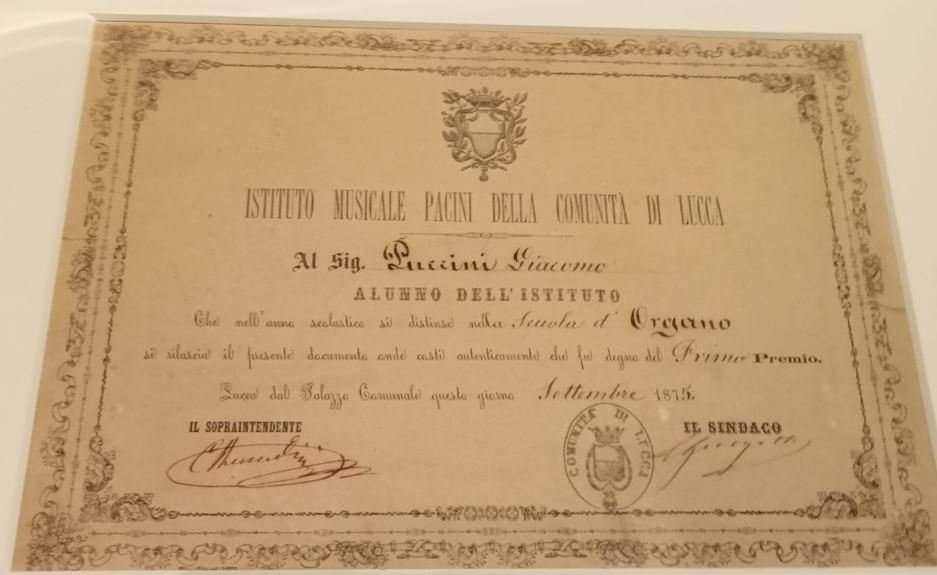 ISTITUTO MUSICALE PACINI DELLA COMUNITÀ DI LUCCA
Al Sig. Puccini Giacomo
ALUNNO DELL'ISTITUTO
Che nell'anno scolastico si distinse nella Scuola d' Organo
si rilascia il presente documento onde costi autenticamente che fu degno del Primo Premio.
Lucca dal Palazzo Comunale questo giorno Settembre 1875.
IL SOPRAINTENDENTE
IL SINDACO
COMUNITÀ DI LUCCA